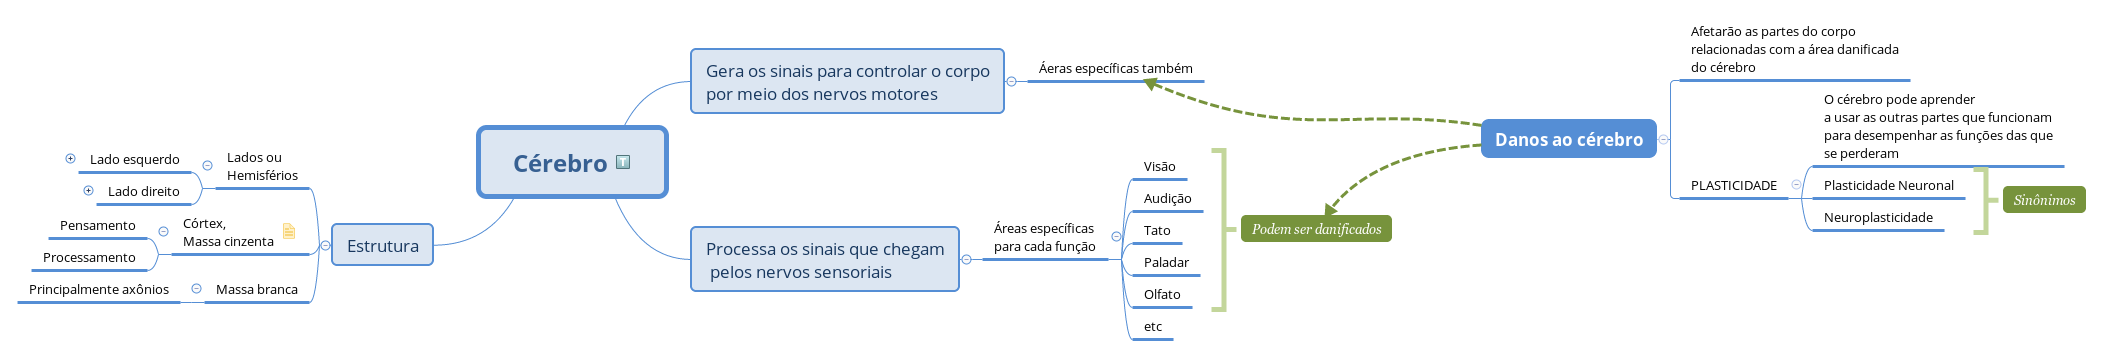 Cérebro
Gera os sinais para controlar o corpo
por meio dos nervos motores
Áeras específicas também
Processa os sinais que chegam
pelos nervos sensoriais
Áreas específicas
para cada função
Visão
Audição
Tato
Paladar
Olfato
etc
Podem ser danificados
Danos ao cérebro
Afetarão as partes do corpo
relacionadas com a área danificada
do cérebro
PLASTICIDADE
O cérebro pode aprender
a usar as outras partes que funcionam
para desempenhar as funções das que
se perderam
Plasticidade Neuronal
Neuroplasticidade
Sinônimos
Estrutura
Lados ou
Hemisférios
Lado esquerdo
Lado direito
Córtex,
Massa cinzenta
Pensamento
Processamento
Massa branca
Principalmente axônios